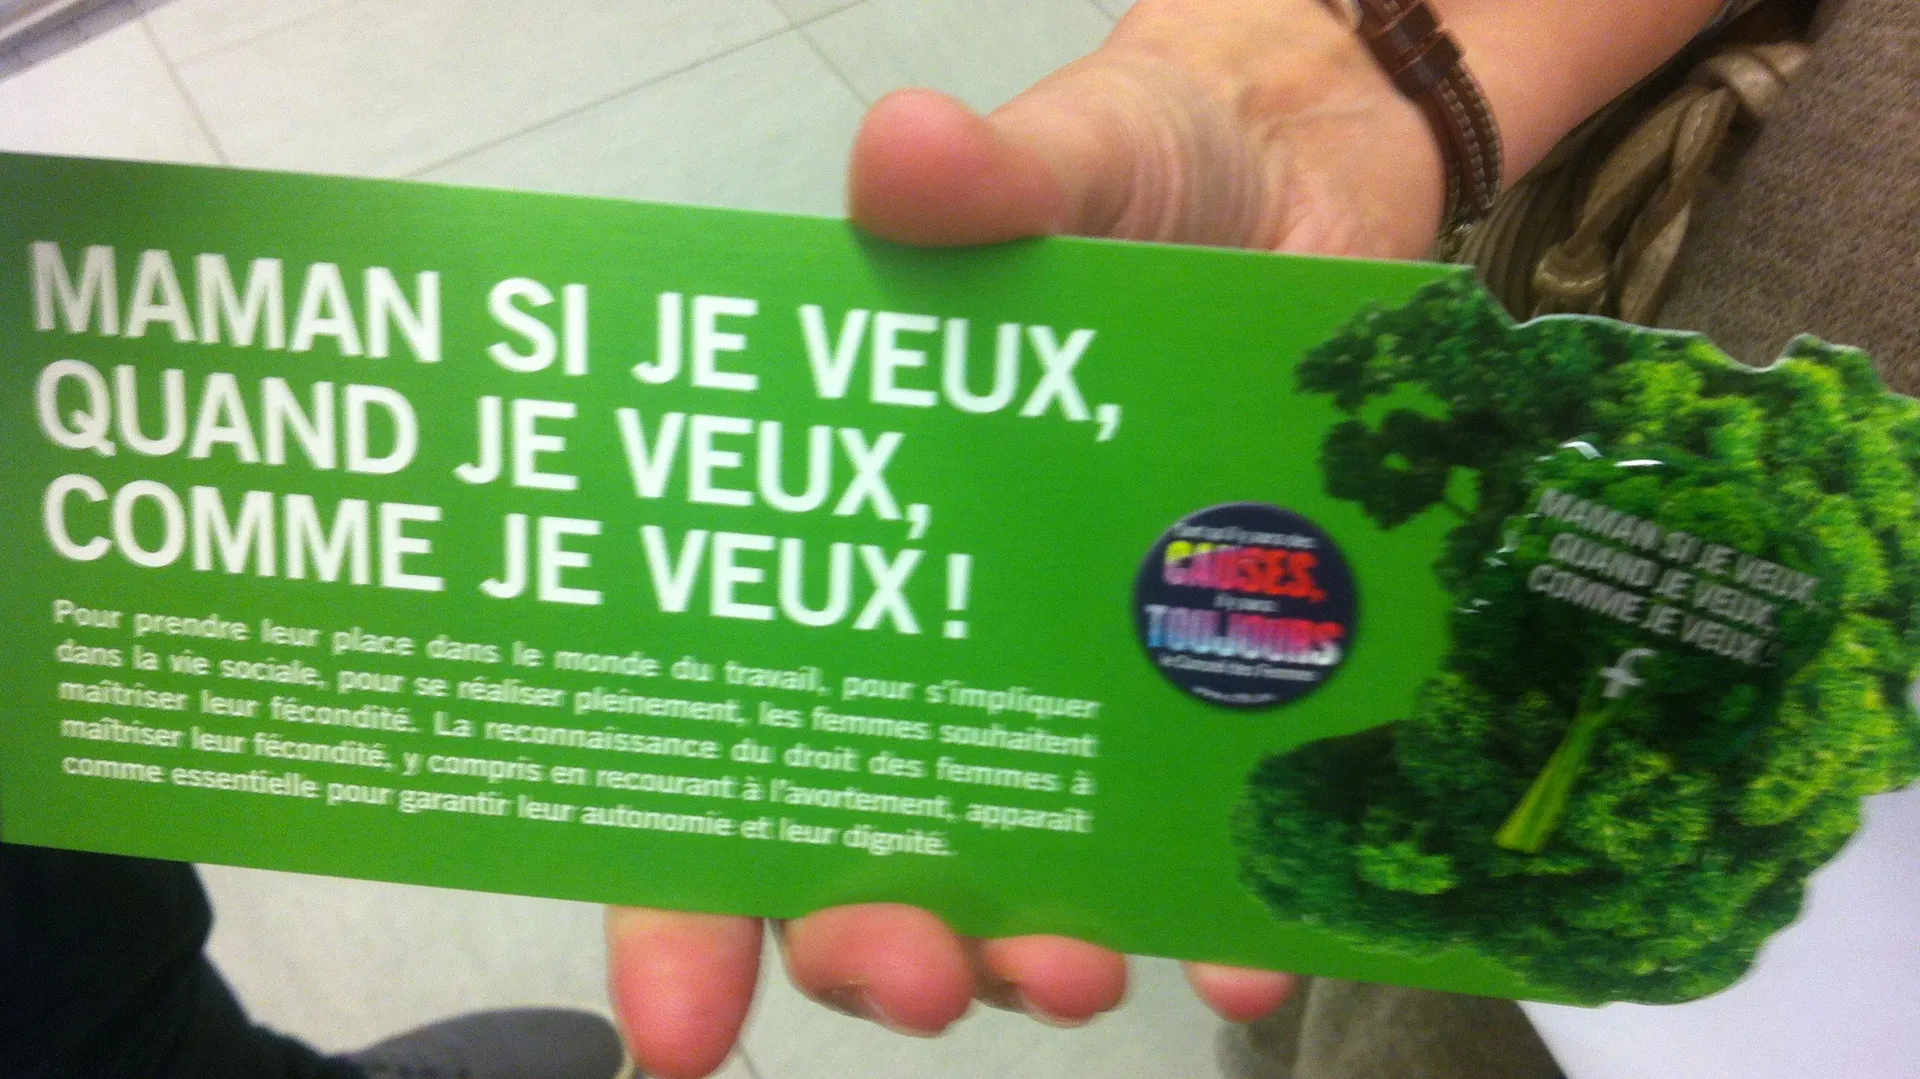 MAMAN SI JE VEUX,
QUAND JE VEUX,
COMME JE VEUX !
Pour prendre leur place dans le monde du travail, pour s'impliquer
dans la vie sociale, pour se réaliser pleinement, les femmes souhaitent
maîtriser leur fécondité. La reconnaissance du droit des femmes à
maîtriser leur fécondité, y compris en recourant à l'avortement, apparaît
comme essentielle pour garantir leur autonomie et leur dignité.
CAUSES,
TOUJOURS
MAMAN SI JE VEUX,
QUAND JE VEUX,
COMME JE VEUX !
f